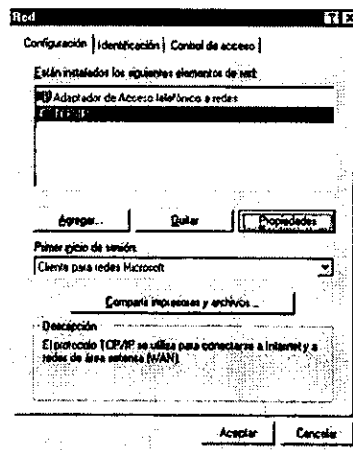 Red
Configuración Identificación Control de acceso
Están instalados los siguientes elementos de red:
Adaptador de Acceso telefónico a redes
TCP/IP
Agregar... Quitar Propiedades
Primer inicio de sesión:
Cliente para redes Microsoft
Compartir impresoras y archivos...
Descripción
El protocolo TCP/IP se utiliza para conectarse a Internet y a
redes de área extensa (WAN).
Aceptar Cancelar